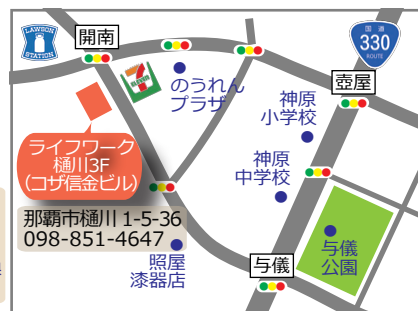 LAWSON
STATION
開南
国道
330
ROUTE
壺屋
のうれん
プラザ
神原
小学校
ライフワーク
樋川3F
(コザ信金ビル)
神原
中学校
那覇市樋川 1-5-36
098-851-4647
照屋
漆器店
与儀
与儀
公園